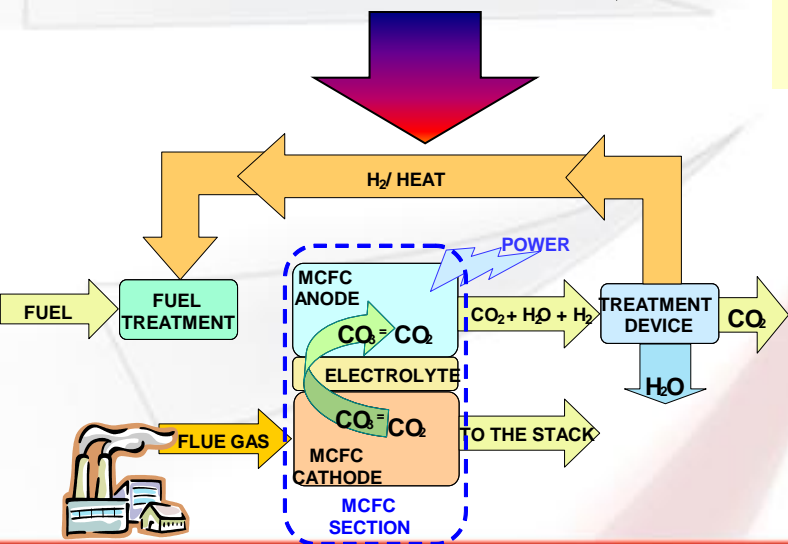 H₂/ HEAT
POWER
FUEL
FUEL
TREATMENT
MCFC
ANODE
CO₃⁼ CO₂
CO₂ + H₂O + H₂
TREATMENT
DEVICE
CO₂
H₂O
ELECTROLYTE
CO₃⁼ CO₂
FLUE GAS
MCFC
CATHODE
TO THE STACK
MCFC
SECTION